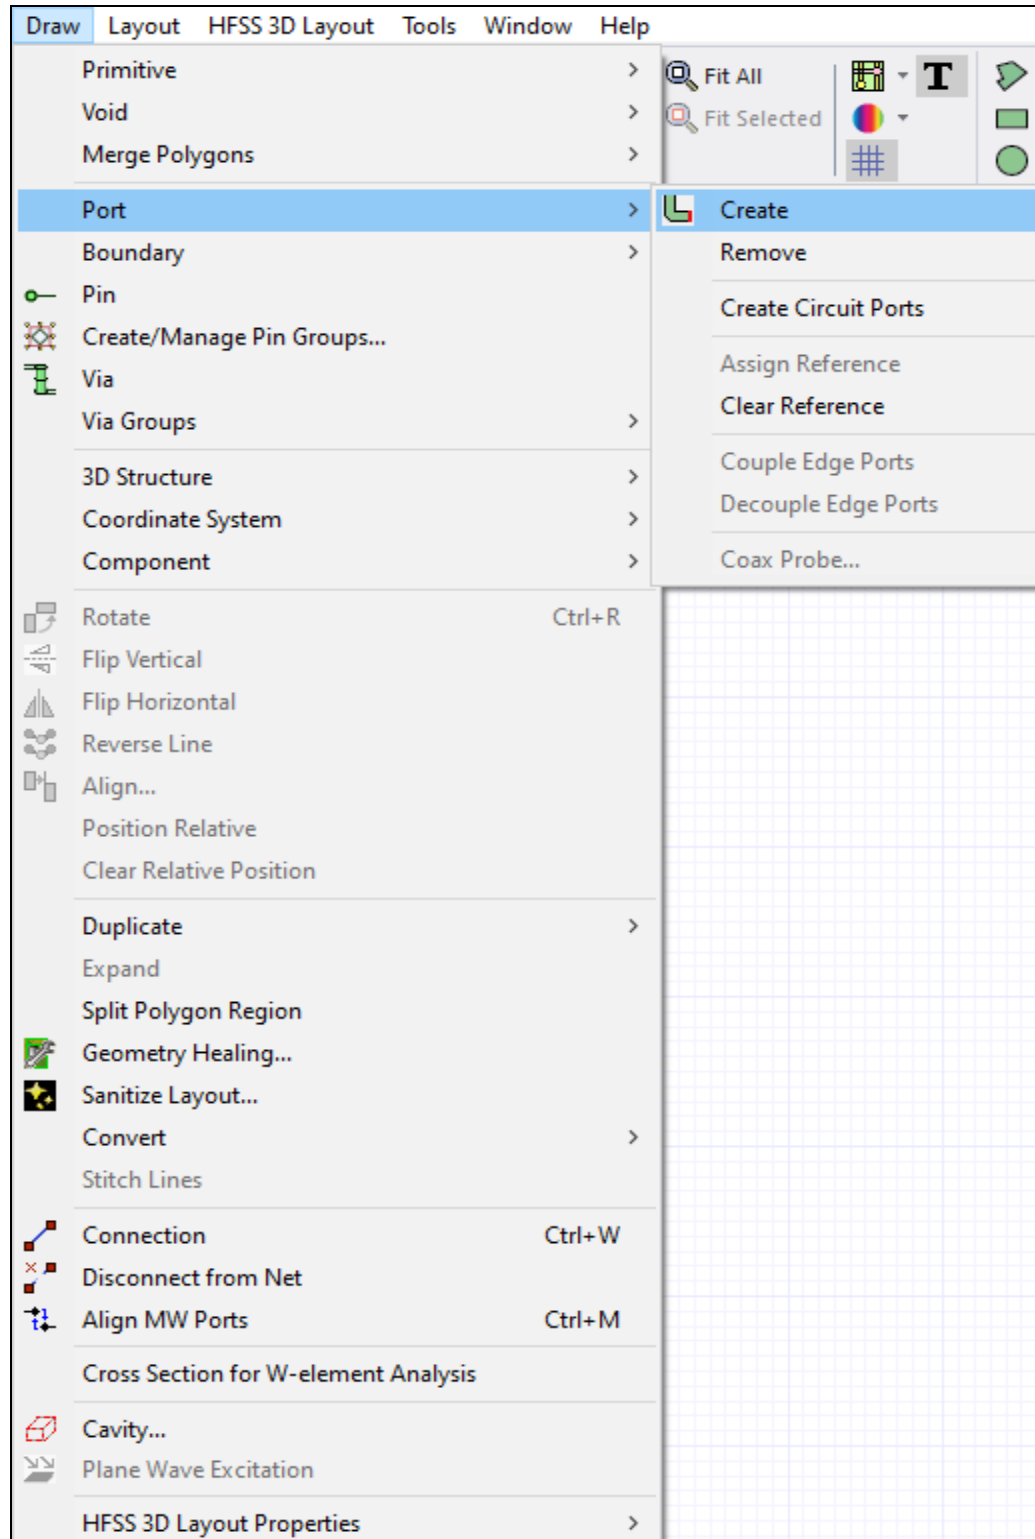 Draw Layout HFSS 3D Layout Tools Window Help
Fit All
T
Fit Selected
Primitive
Void
Merge Polygons
Port
Boundary
Pin
Create/Manage Pin Groups...
Via
Via Groups
3D Structure
Coordinate System
Component
Rotate Ctrl+R
Flip Vertical
Flip Horizontal
Reverse Line
Align...
Position Relative
Clear Relative Position
Duplicate
Expand
Split Polygon Region
Geometry Healing...
Sanitize Layout...
Convert
Stitch Lines
Connection Ctrl+W
Disconnect from Net
Align MW Ports Ctrl+M
Cross Section for W-element Analysis
Cavity...
Plane Wave Excitation
HFSS 3D Layout Properties
Create
Remove
Create Circuit Ports
Assign Reference
Clear Reference
Couple Edge Ports
Decouple Edge Ports
Coax Probe...